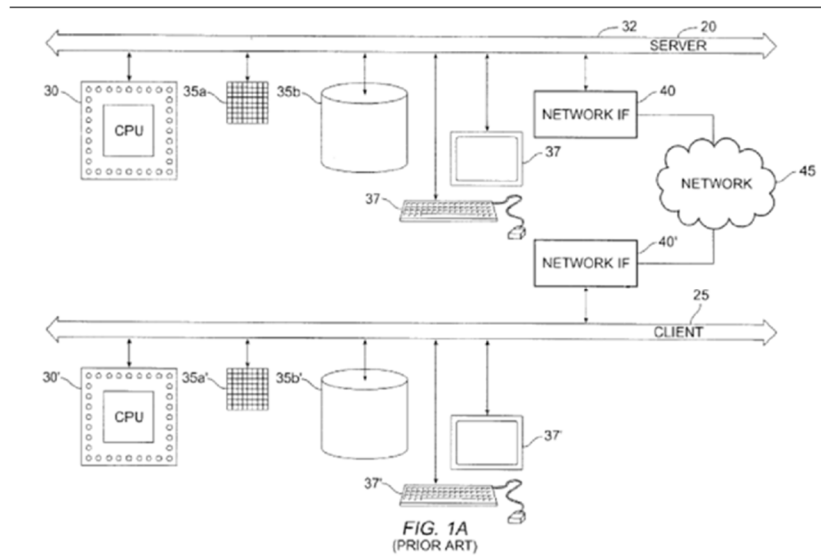 32
20
SERVER
30
CPU
35a
35b
37
37
NETWORK IF
40
NETWORK
45
NETWORK IF
40'
25
CLIENT
30'
CPU
35a'
35b'
37'
37'
FIG. 1A
(PRIOR ART)